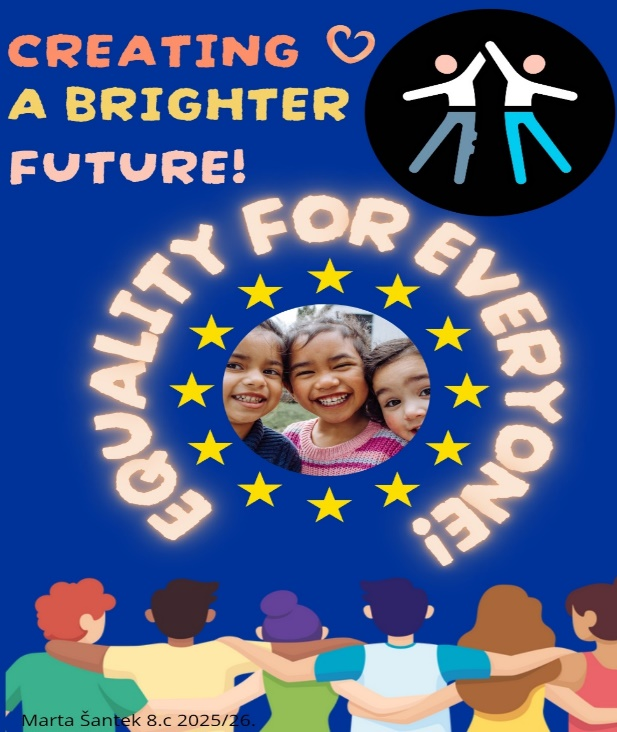 CREATING
A BRIGHTER
FUTURE!
EQUALITY FOR EVERYONE!
Marta Šantek 8.c 2025/26.